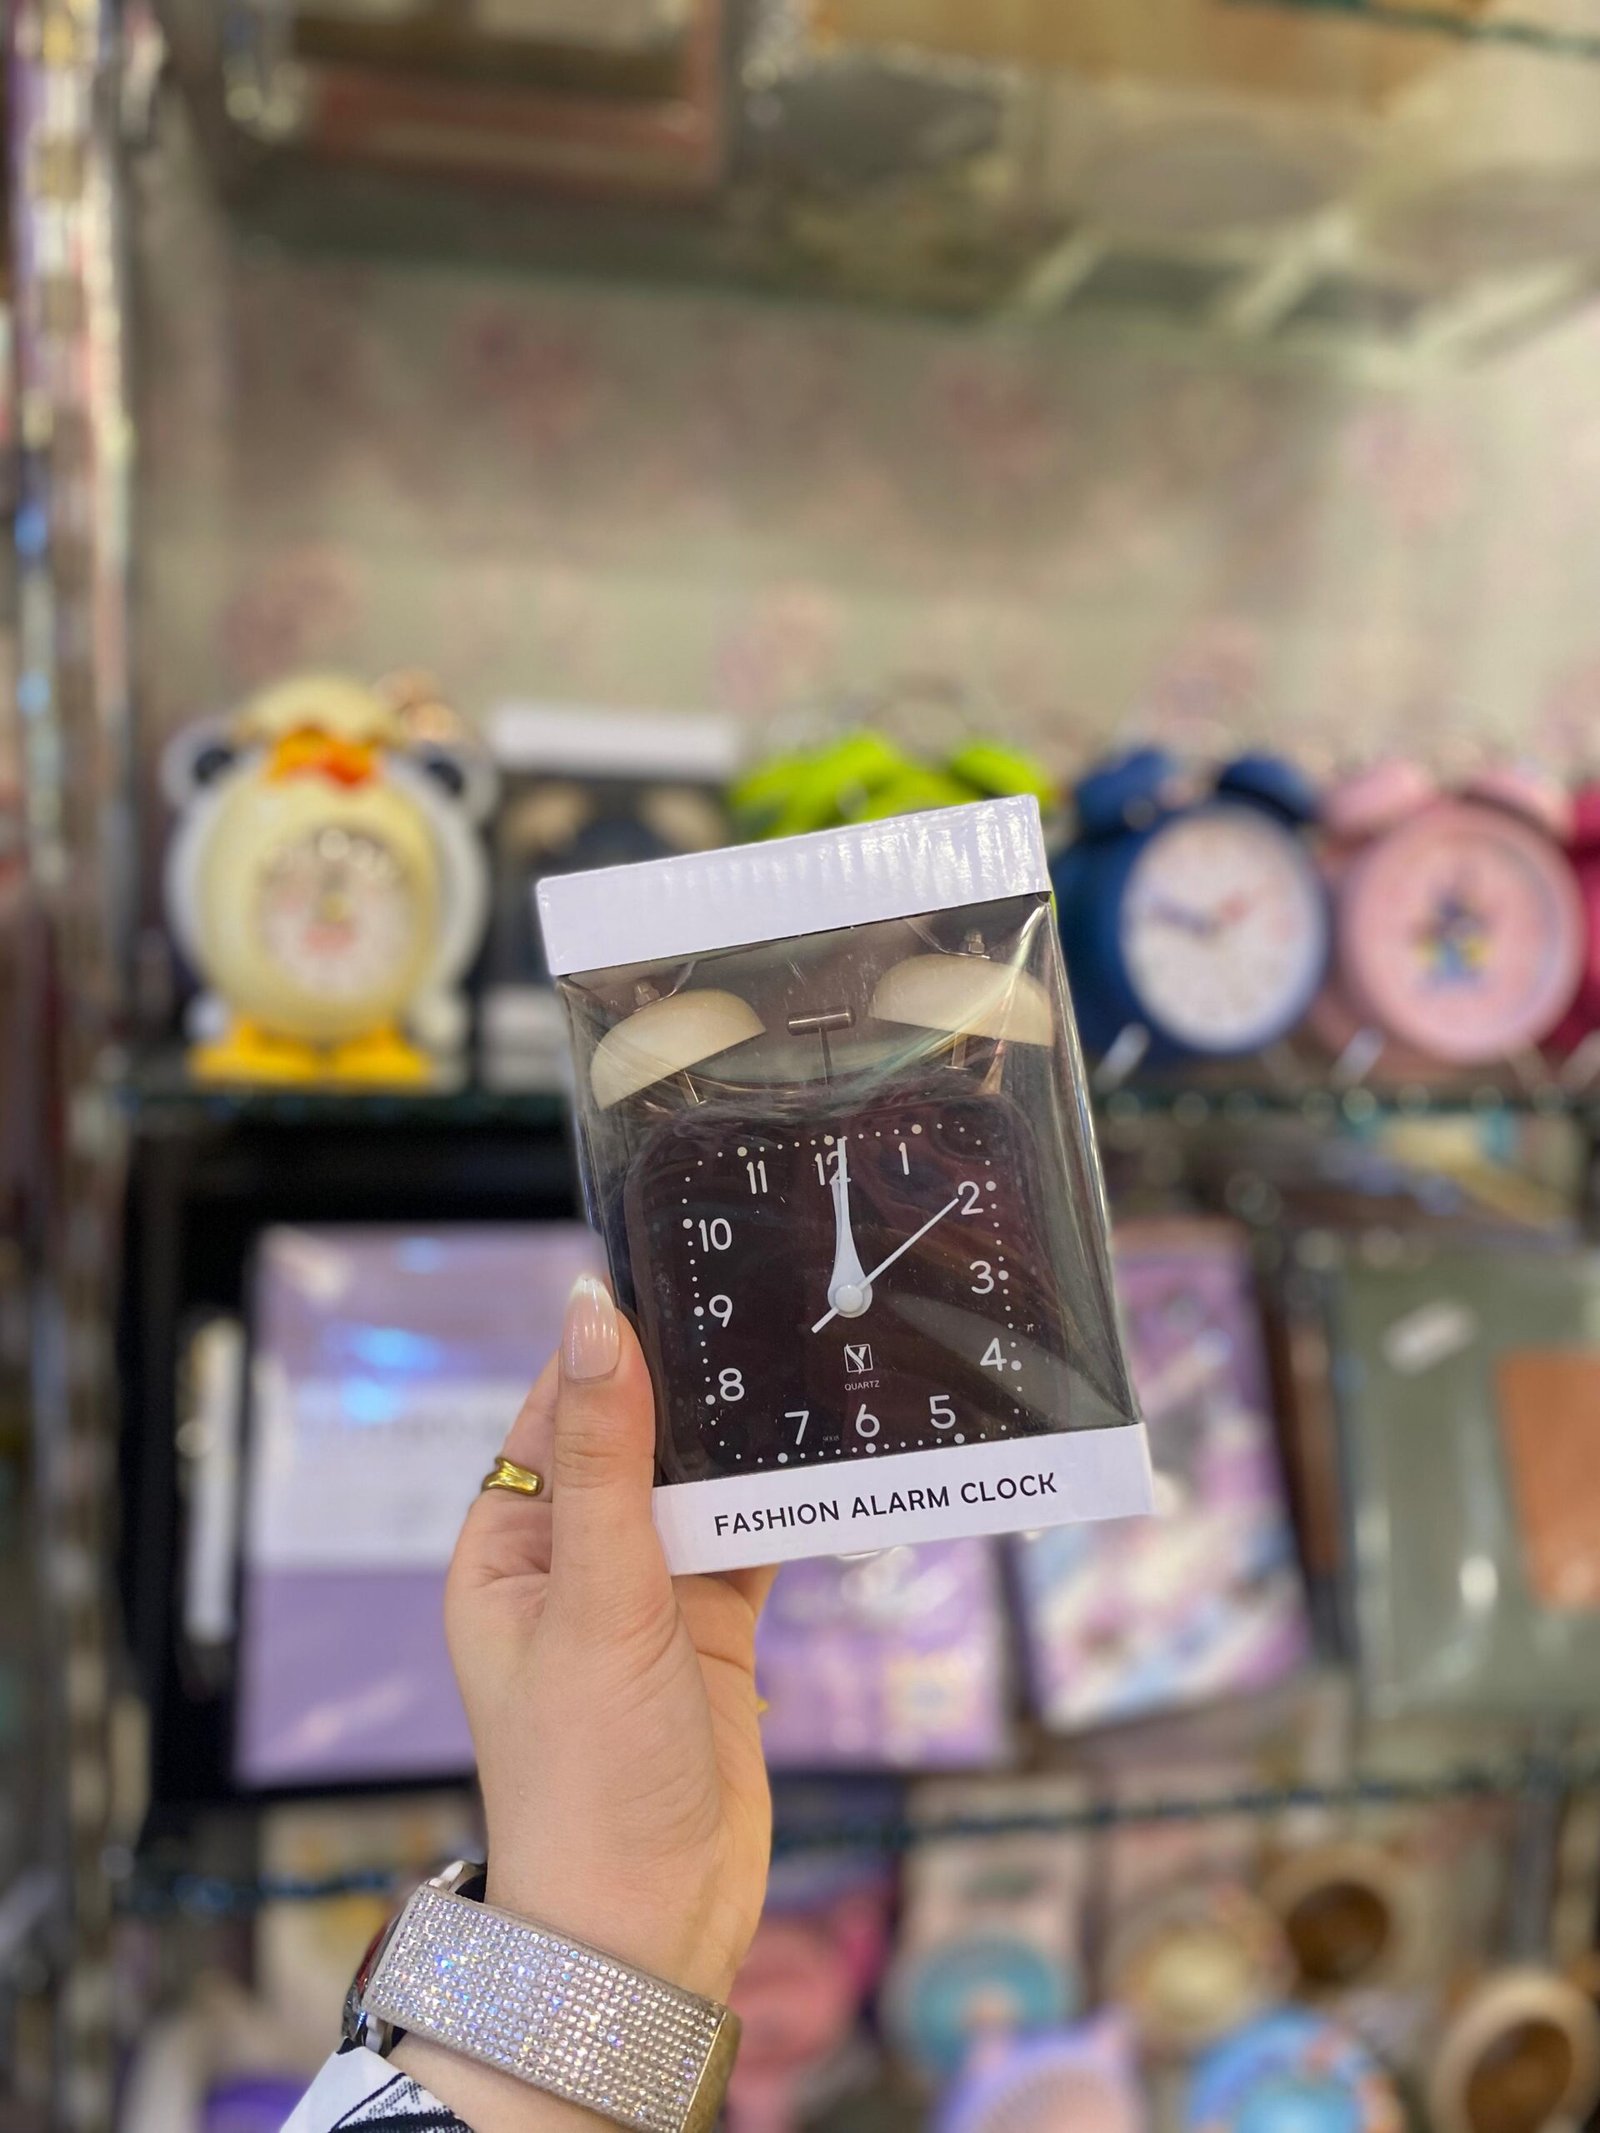 11 12 1
10 2
9 3
8 4
7 6 5
QUARTZ
FASHION ALARM CLOCK